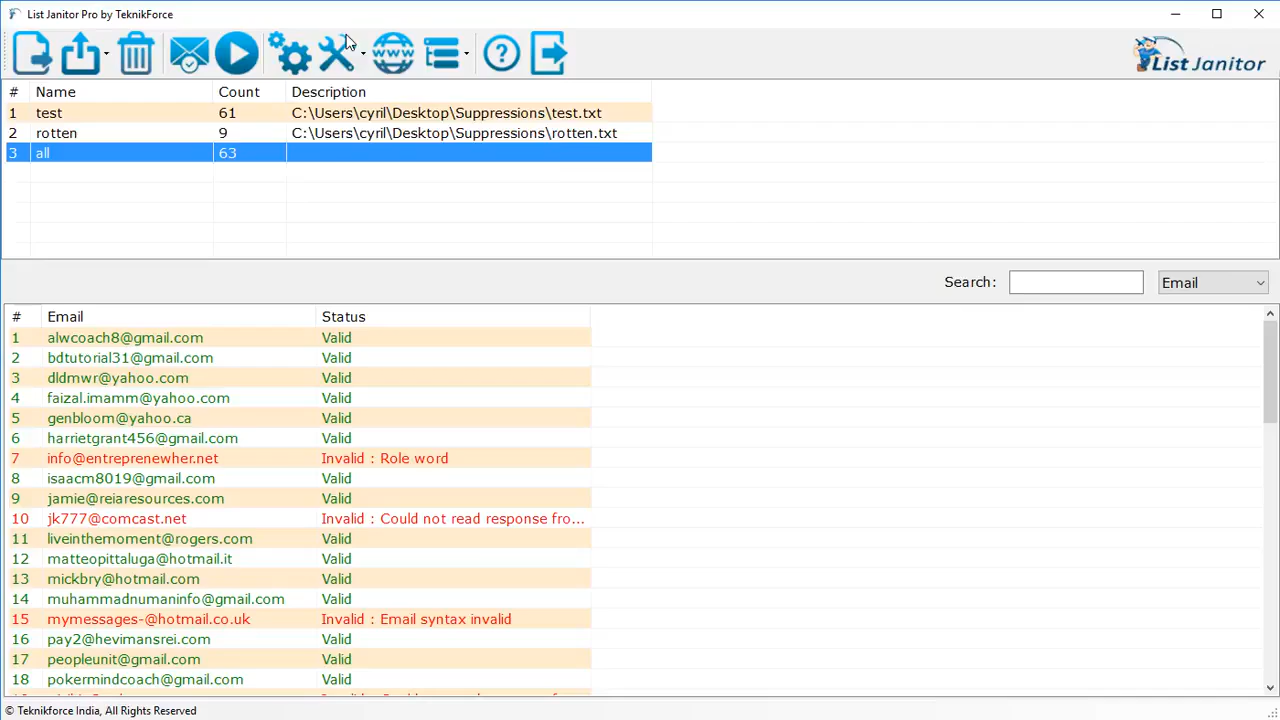 List Janitor Pro by TeknikForce
WWW
?
List Janitor
# Name Count Description
1 test 61 C:\Users\cyril\Desktop\Suppressions\test.txt
2 rotten 9 C:\Users\cyril\Desktop\Suppressions\rotten.txt
3 all 63
Search: Email
# Email Status
1 alwcoach8@gmail.com Valid
2 bdtutorial31@gmail.com Valid
3 dldmwr@yahoo.com Valid
4 faizal.imamm@yahoo.com Valid
5 genbloom@yahoo.ca Valid
6 harrietgrant456@gmail.com Valid
7 info@entreprenewher.net Invalid : Role word
8 isaacm8019@gmail.com Valid
9 jamie@reiaresources.com Valid
10 jk777@comcast.net Invalid : Could not read response fro...
11 liveinthemoment@rogers.com Valid
12 matteopittaluga@hotmail.it Valid
13 mickbry@hotmail.com Valid
14 muhammadnumaninfo@gmail.com Valid
15 mymessages-@hotmail.co.uk Invalid : Email syntax invalid
16 pay2@hevimansrei.com Valid
17 peopleunit@gmail.com Valid
18 pokermindcoach@gmail.com Valid
© Teknikforce India, All Rights Reserved